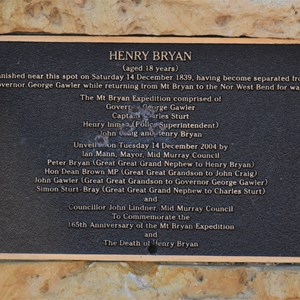 HENRY BRYAN
(aged 18 years)
anished near this spot on Saturday 14 December 1839, having become separated fro
overnor George Gawler while returning from Mt Bryan to the Nor West Bend for wa
The Mt Bryan Expedition comprised of
Governor George Gawler
Captain Charles Sturt
Henry Inman (Police Superintendent)
John Craig and Henry Bryan
Unveiled on Tuesday 14 December 2004 by
Ian Mann, Mayor, Mid Murray Council
Peter Bryan (Great Great Grand Nephew to Henry Bryan)
Hon Dean Brown MP (Great Great Grandson to John Craig)
John Gawler (Great Great Grandson to Governor George Gawler)
Simon Sturt-Bray (Great Great Grand Nephew to Charles Sturt)
and
Councillor John Lindner, Mid Murray Council
To Commemorate the
165th Anniversary of the Mt Bryan Expedition
and
The Death of Henry Bryan